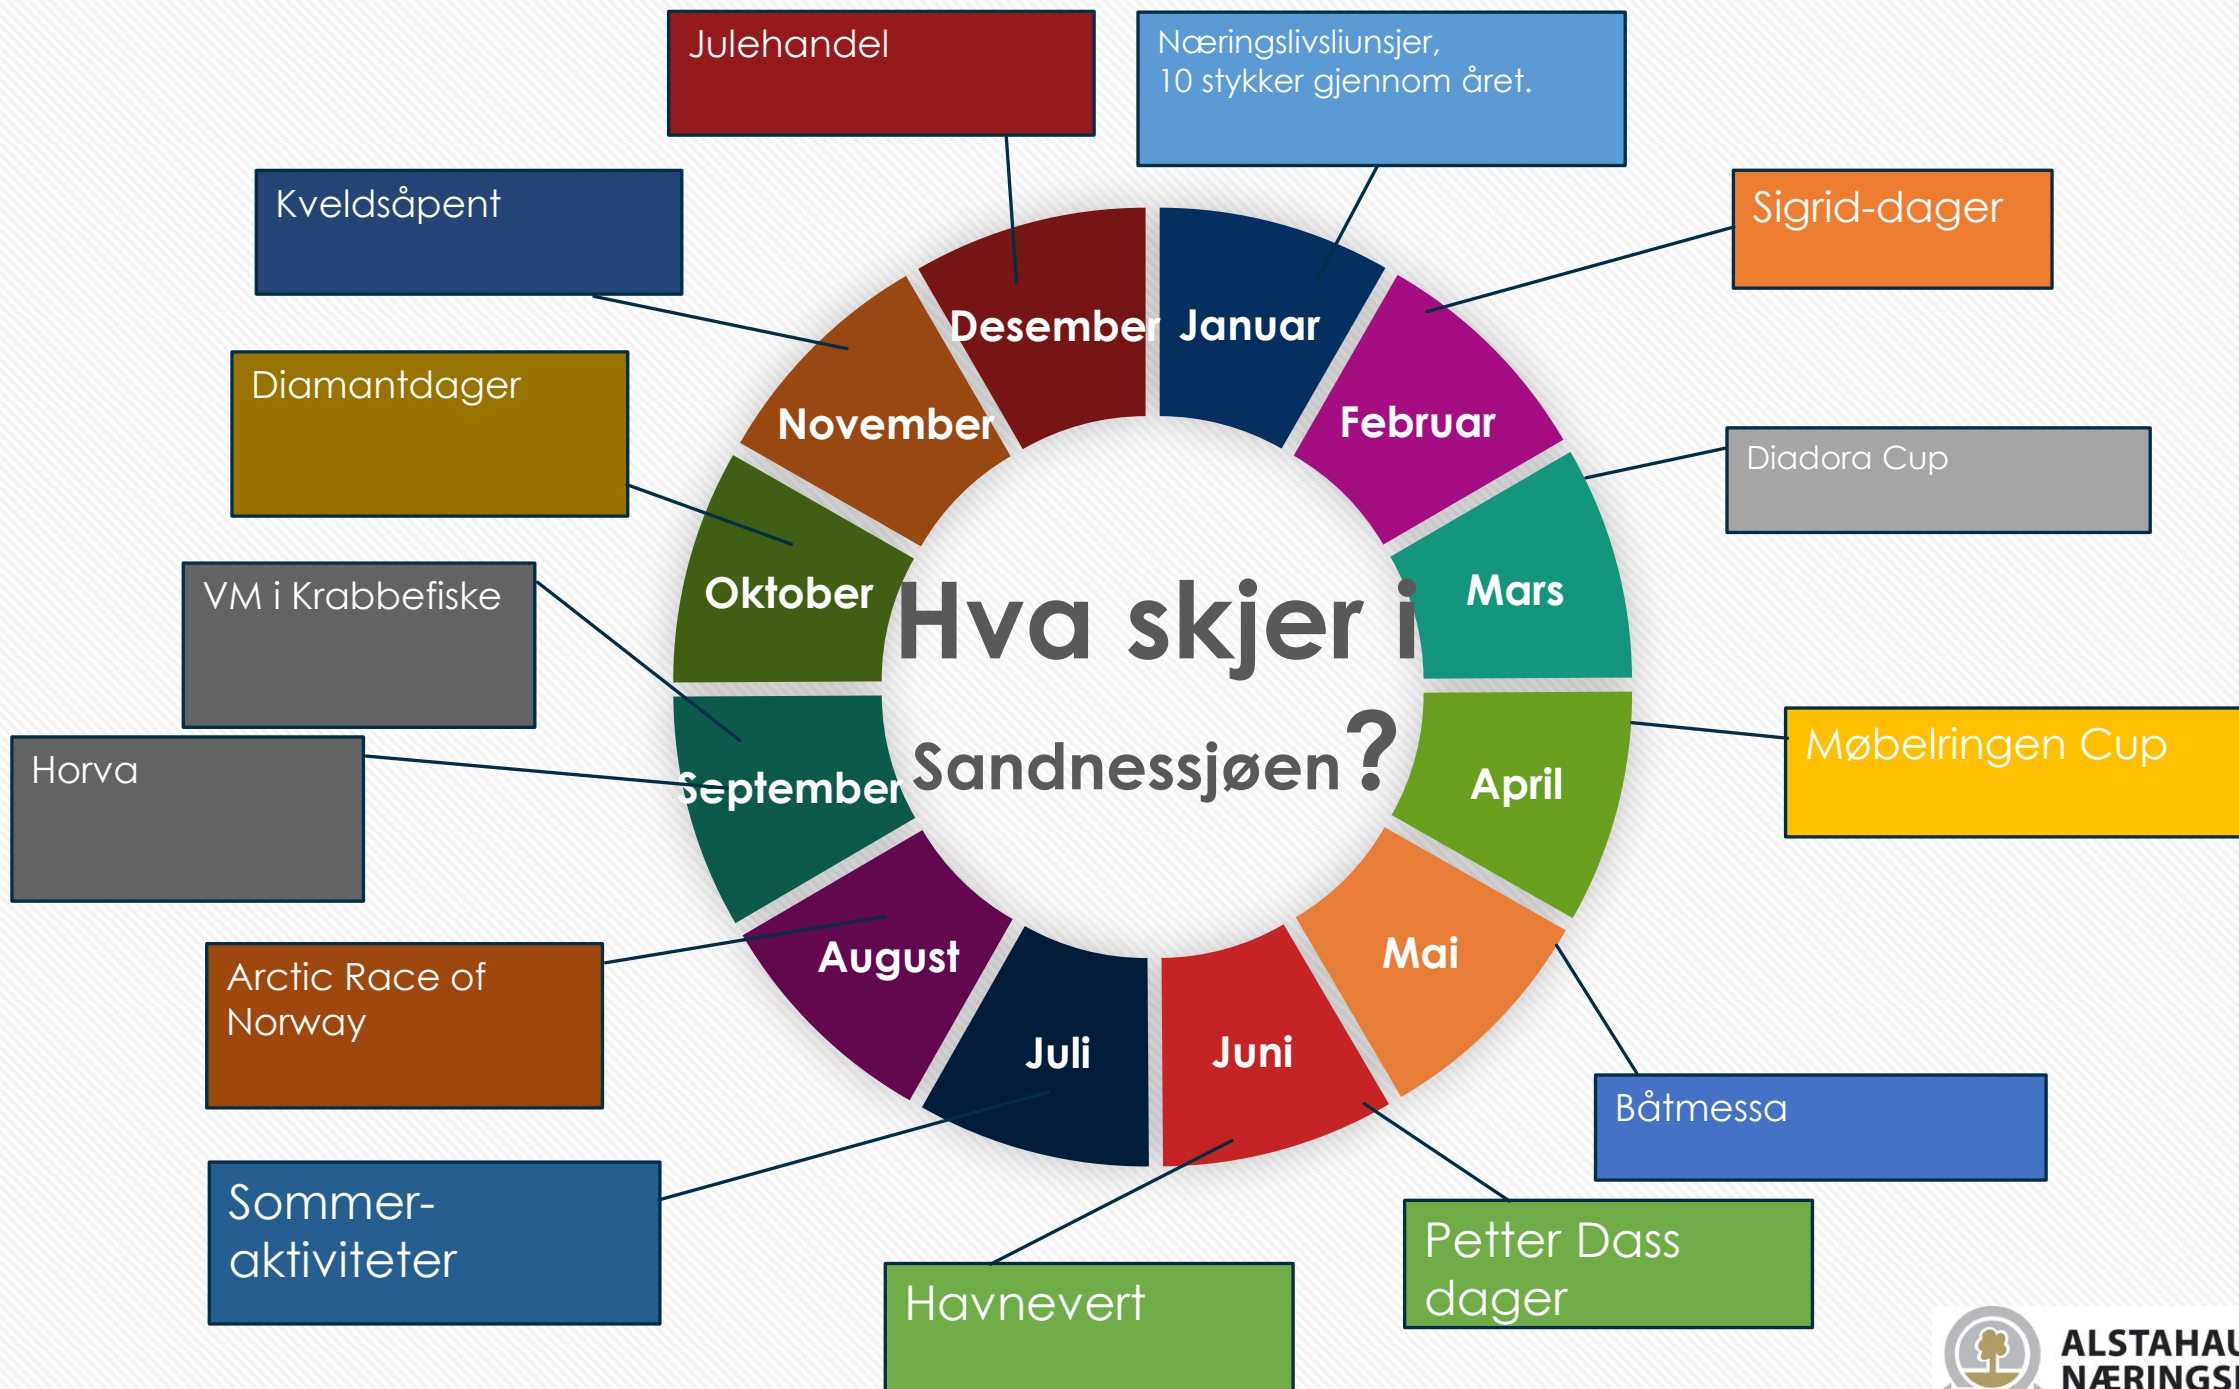 Julehandel
Næringslivsliunsjer,
10 stykker gjennom året.
Kveldsåpent
Sigrid-dager
Desember
Januar
Diamantdager
November
Februar
Diadora Cup
VM i Krabbefiske
Oktober
Mars
Hva skjer i
Sandnessjøen?
Horva
September
April
Møbelringen Cup
Arctic Race of
Norway
August
Mai
Juli
Juni
Båtmessa
Sommer-
aktiviteter
Havnevert
Petter Dass
dager